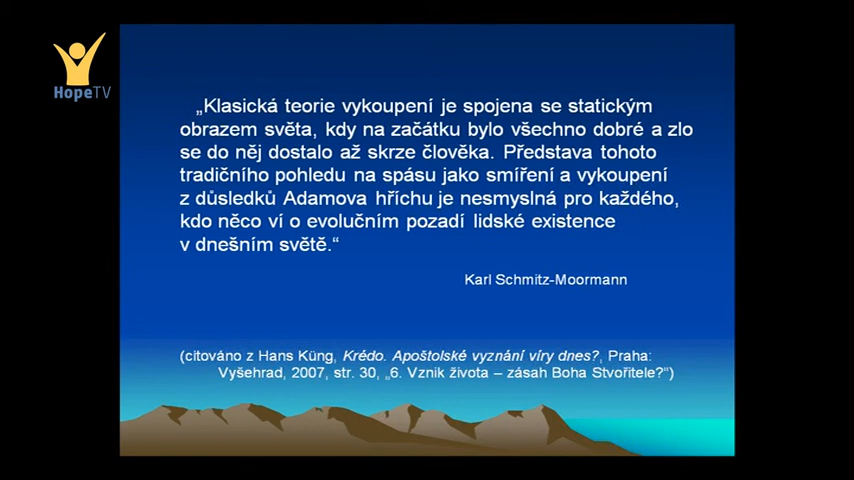 HopeTV
„Klasická teorie vykoupení je spojena se statickým
obrazem světa, kdy na začátku bylo všechno dobré a zlo
se do něj dostalo až skrze člověka. Představa tohoto
tradičního pohledu na spásu jako smíření a vykoupení
z důsledků Adamova hříchu je nesmyslná pro každého,
kdo něco ví o evolučním pozadí lidské existence
v dnešním světě.“
Karl Schmitz-Moormann
(citováno z Hans Küng, Krédo. Apoštolské vyznání víry dnes?, Praha:
Vyšehrad, 2007, str. 30, „6. Vznik života – zásah Boha Stvořitele?“)